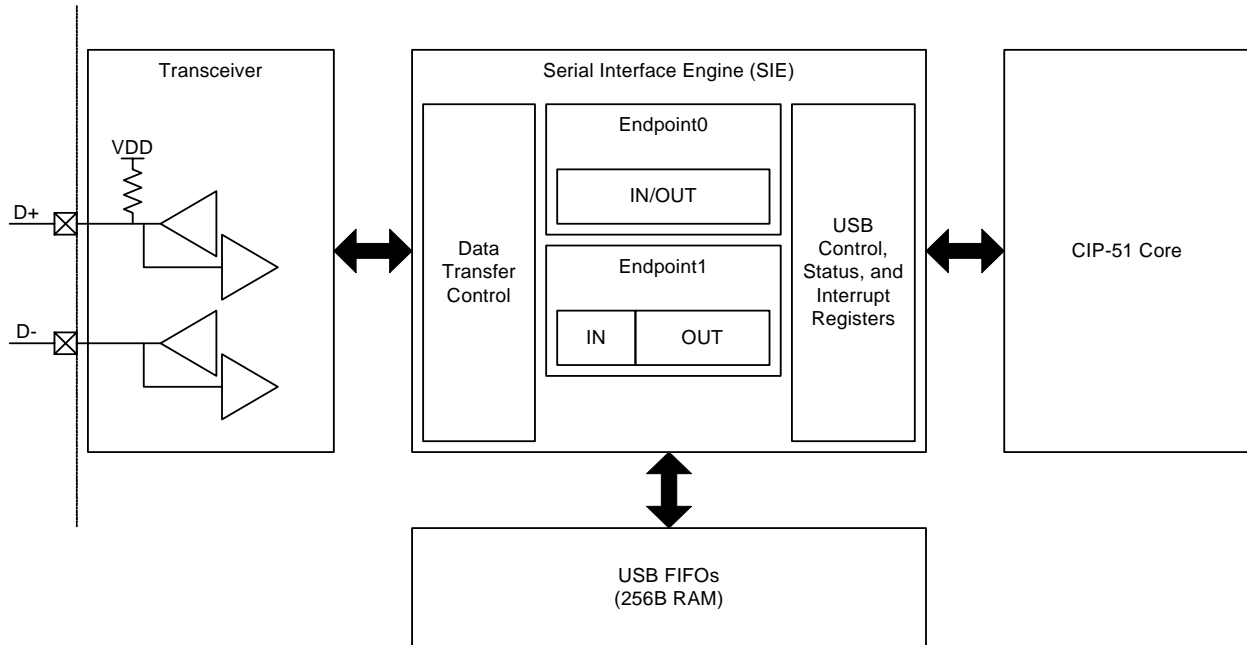 Transceiver
VDD
D+
D-
Serial Interface Engine (SIE)
Data
Transfer
Control
Endpoint0
IN/OUT
Endpoint1
IN
OUT
USB
Control,
Status, and
Interrupt
Registers
CIP-51 Core
USB FIFOs
(256B RAM)